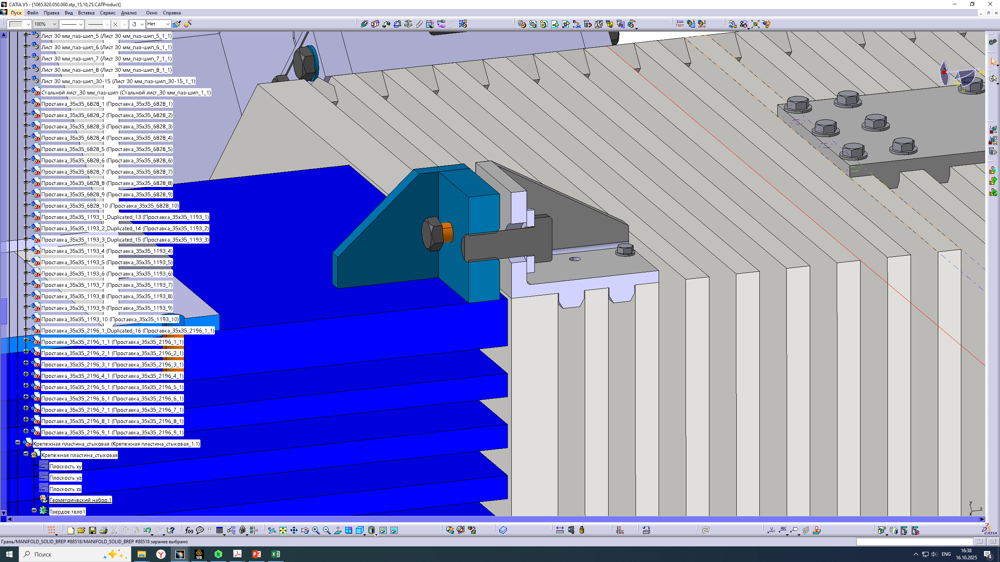 CATIA V5 - [1065.820.050.000.stp_15,10,25.CATProduct]
Пуск Файл Правка Вид Вставка Сервис Анализ Окно Справка
100% Нет
IGA ГОСТ АВТО
Лист 30 мм_паз-шип_5 (Лист 30 мм_паз-шип_5_1_1)
Лист 30 мм_паз-шип_6 (Лист 30 мм_паз-шип_6_1_1)
Лист 30 мм_паз-шип_7 (Лист 30 мм_паз-шип_7_1_1)
Лист 30 мм_паз-шип_8 (Лист 30 мм_паз-шип_8_1_1)
Лист 30 мм_паз-шип_30-15 (Лист 30 мм_паз-шип_30-15_1_1)
Стальной лист_30 мм_паз-шип (Стальной лист_30 мм_паз-шип_1_1)
Проставка_35x35_6828_1 (Проставка_35x35_6828_1)
Проставка_35x35_6828_2 (Проставка_35x35_6828_2)
Проставка_35x35_6828_3 (Проставка_35x35_6828_3)
Проставка_35x35_6828_4 (Проставка_35x35_6828_4)
Проставка_35x35_6828_5 (Проставка_35x35_6828_5)
Проставка_35x35_6828_6 (Проставка_35x35_6828_6)
Проставка_35x35_6828_7 (Проставка_35x35_6828_7)
Проставка_35x35_6828_8 (Проставка_35x35_6828_8)
Проставка_35x35_6828_9 (Проставка_35x35_6828_9)
Проставка_35x35_6828_10 (Проставка_35x35_6828_10)
Проставка_35x35_1193_1_Duplicated_13 (Проставка_35x35_1193_1)
Проставка_35x35_1193_2_Duplicated_14 (Проставка_35x35_1193_2)
Проставка_35x35_1193_3_Duplicated_15 (Проставка_35x35_1193_3)
Проставка_35x35_1193_4 (Проставка_35x35_1193_4)
Проставка_35x35_1193_5 (Проставка_35x35_1193_5)
Проставка_35x35_1193_6 (Проставка_35x35_1193_6)
Проставка_35x35_1193_7 (Проставка_35x35_1193_7)
Проставка_35x35_1193_8 (Проставка_35x35_1193_8)
Проставка_35x35_1193_9 (Проставка_35x35_1193_9)
Проставка_35x35_1193_10 (Проставка_35x35_1193_10)
Проставка_35x35_2196_1_Duplicated_16 (Проставка_35x35_2196_1_1)
Проставка_35x35_2196_1_1 (Проставка_35x35_2196_1_1)
Проставка_35x35_2196_2_1 (Проставка_35x35_2196_2_1)
Проставка_35x35_2196_3_1 (Проставка_35x35_2196_3_1)
Проставка_35x35_2196_4_1 (Проставка_35x35_2196_4_1)
Проставка_35x35_2196_5_1 (Проставка_35x35_2196_5_1)
Проставка_35x35_2196_6_1 (Проставка_35x35_2196_6_1)
Проставка_35x35_2196_7_1 (Проставка_35x35_2196_7_1)
Проставка_35x35_2196_8_1 (Проставка_35x35_2196_8_1)
Проставка_35x35_2196_9_1 (Проставка_35x35_2196_9_1)
Крепежная пластина_стыковая (Крепежная пластина_стыковая_1.1)
Крепежная пластина_стыковая
Плоскость xy
Плоскость yz
Плоскость zx
Геометрический набор.1
Твердое тело1
y
z
x
f(x) ABC CATIA
Грань/MANIFOLD_SOLID_BREP #88518/MANIFOLD_SOLID_BREP #88518 заранее выбрано
Поиск WB ENG 16:38
16.10.2025 4